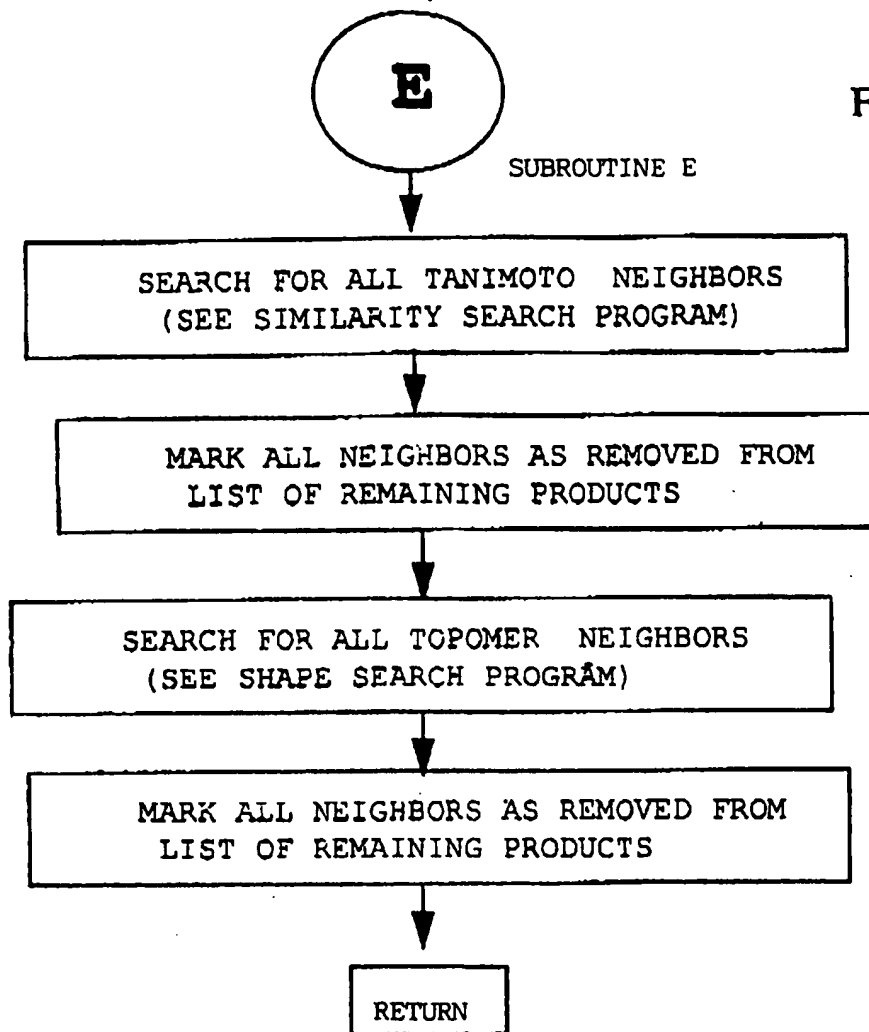 E
F
SUBROUTINE E
SEARCH FOR ALL TANIMOTO NEIGHBORS
(SEE SIMILARITY SEARCH PROGRAM)
MARK ALL NEIGHBORS AS REMOVED FROM
LIST OF REMAINING PRODUCTS
SEARCH FOR ALL TOPOMER NEIGHBORS
(SEE SHAPE SEARCH PROGRAM)
MARK ALL NEIGHBORS AS REMOVED FROM
LIST OF REMAINING PRODUCTS
RETURN